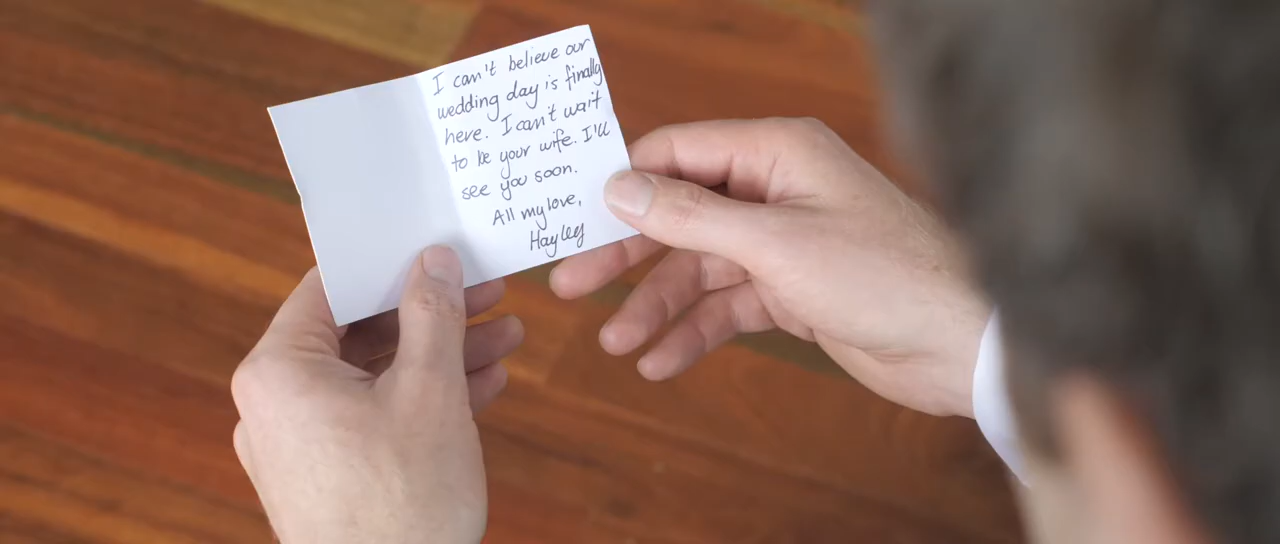 I can't believe our
wedding day is finally
here. I can't wait
to be your wife. I'll
see you soon.
All my love,
Hayley